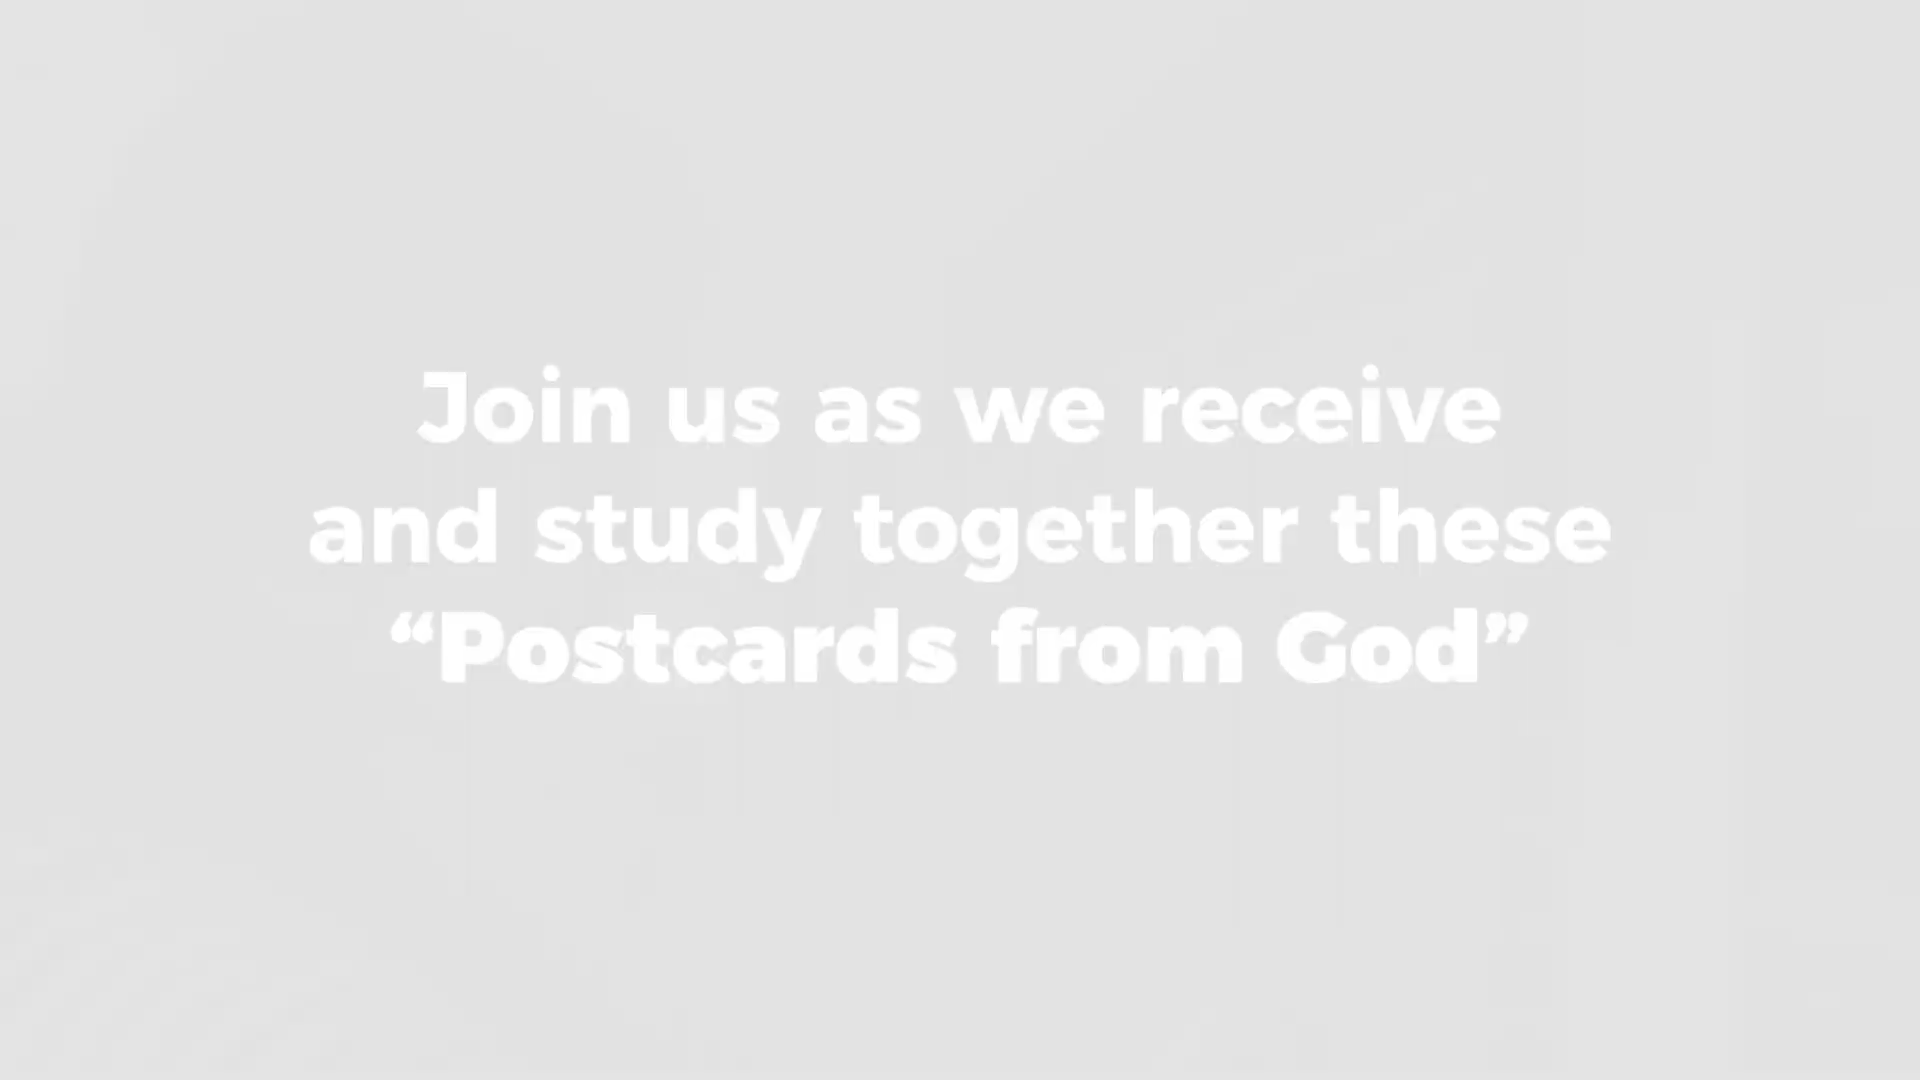 Join us as we receive
and study together these
“Postcards from God”